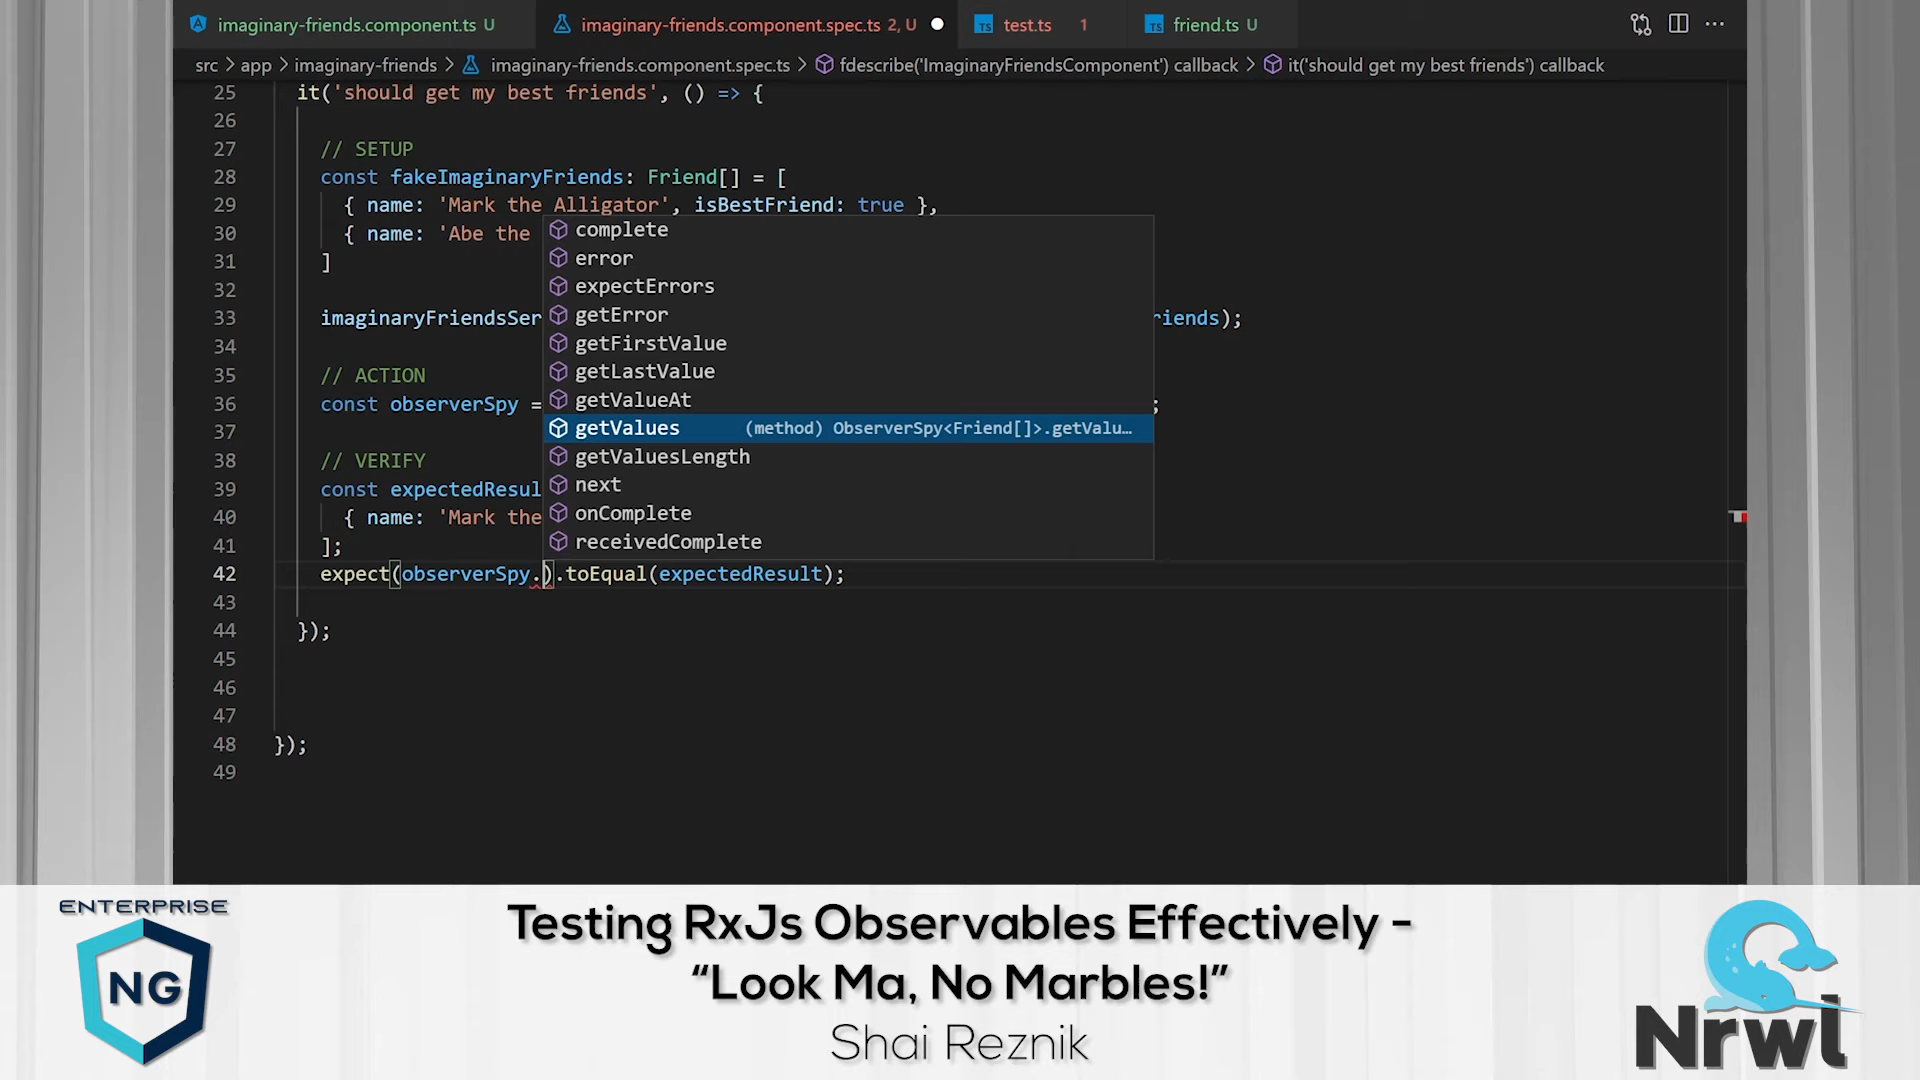 imaginary-friends.component.ts U
imaginary-friends.component.spec.ts 2, U
TS test.ts 1
TS friend.ts U
src > app > imaginary-friends > imaginary-friends.component.spec.ts > fdescribe('ImaginaryFriendsComponent') callback > it('should get my best friends') callback
25 it('should get my best friends', () => {
26
27 // SETUP
28 const fakeImaginaryFriends: Friend[] = [
29 { name: 'Mark the Alligator', isBestFriend: true },
30 { name: 'Abe the
31 ]
32
33 imaginaryFriendsSer riends);
34
35 // ACTION
36 const observerSpy = ;
37
38 // VERIFY
39 const expectedResul
40 { name: 'Mark the
41 ];
42 expect(observerSpy.).toEqual(expectedResult);
43
44 });
45
46
47
48 });
49
complete
error
expectErrors
getError
getFirstValue
getLastValue
getValueAt
getValues (method) ObserverSpy<Friend[]>.getValu…
getValuesLength
next
onComplete
receivedComplete
ENTERPRISE
NG
Testing RxJs Observables Effectively -
“Look Ma, No Marbles!”
Shai Reznik
Nrwl